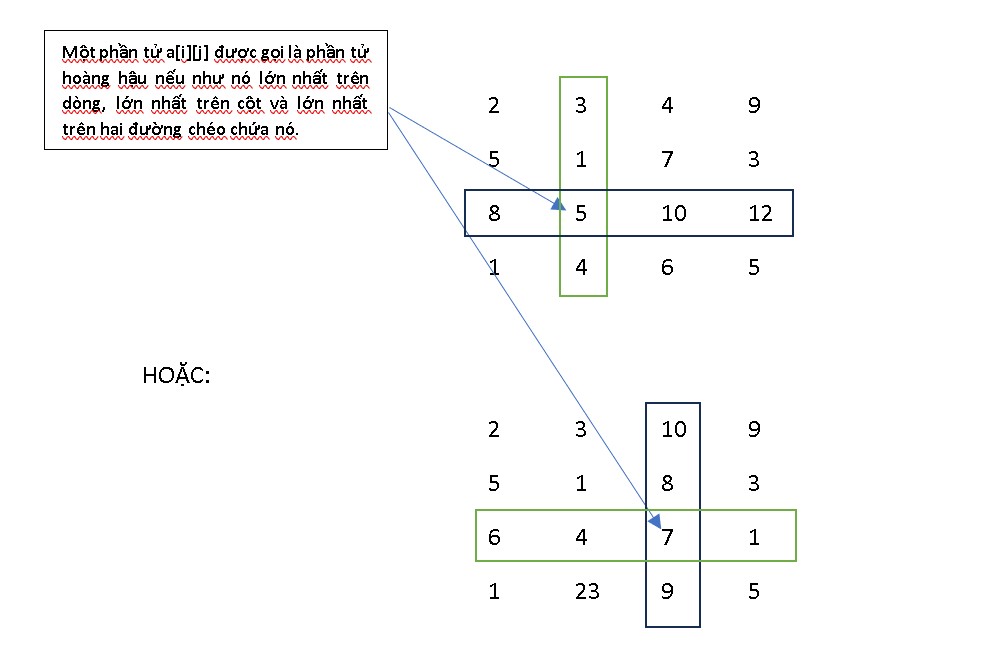 Một phần tử a[i][j] được gọi là phần tử
hoàng hậu nếu như nó lớn nhất trên
dòng, lớn nhất trên cột và lớn nhất
trên hai đường chéo chứa nó.
2 3 4 9
5 1 7 3
8 5 10 12
1 4 6 5
HOẶC:
2 3 10 9
5 1 8 3
6 4 7 1
1 23 9 5